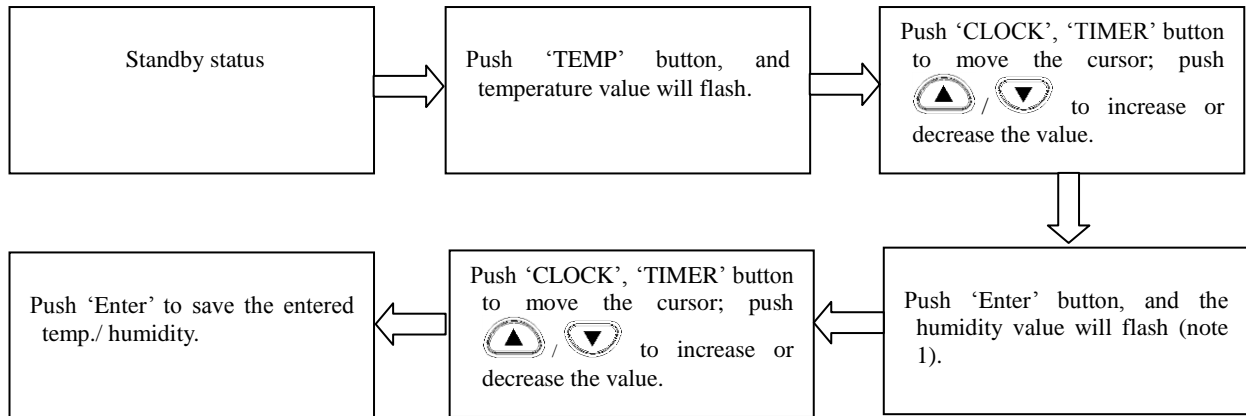 Standby status
Push ‘TEMP’ button, and
temperature value will flash.
Push ‘CLOCK’, ‘TIMER’ button
to move the cursor; push
▲ / ▼ to increase or
decrease the value.
Push ‘Enter’ button, and the
humidity value will flash (note
1).
Push ‘CLOCK’, ‘TIMER’ button
to move the cursor; push
▲ / ▼ to increase or
decrease the value.
Push ‘Enter’ to save the entered
temp./ humidity.